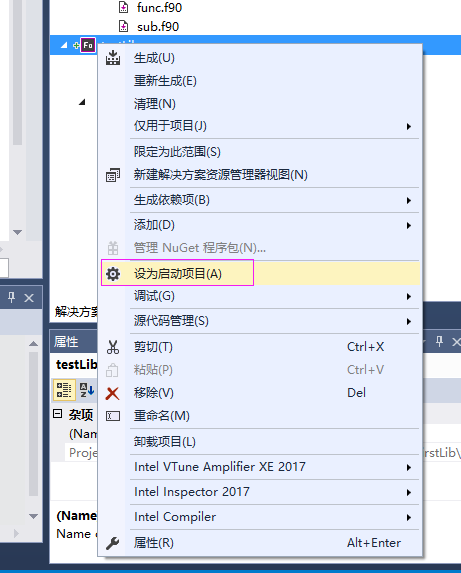 func.f90
sub.f90
Fo
生成(U)
重新生成(E)
清理(N)
仅用于项目(J)
限定为此范围(S)
新建解决方案资源管理器视图(N)
生成依赖项(B)
添加(D)
管理 NuGet 程序包(N)...
设为启动项目(A)
调试(G)
源代码管理(S)
剪切(T) Ctrl+X
粘贴(P) Ctrl+V
移除(V) Del
重命名(M)
卸载项目(L)
Intel VTune Amplifier XE 2017
Intel Inspector 2017
Intel Compiler
属性(R) Alt+Enter
解决方案
属性
testLib
杂项
(Nam
Proje
rstLib\
(Name
Name o